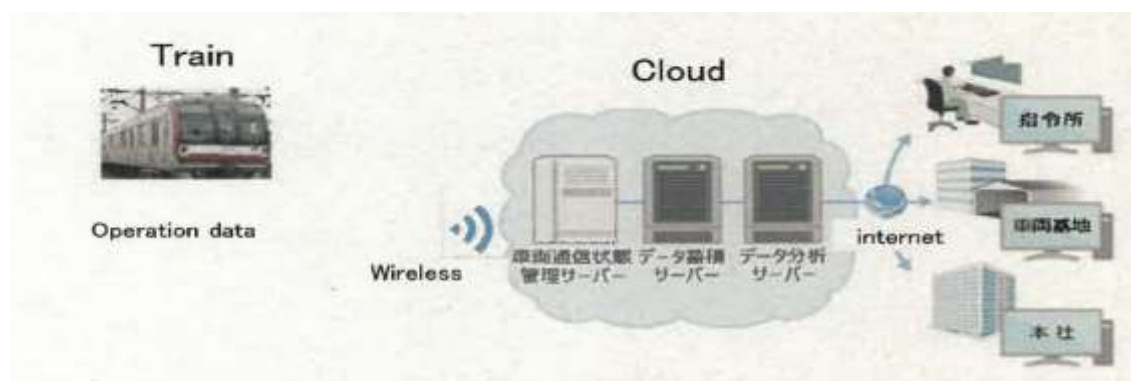 Train
Operation data
Wireless
Cloud
車両通信状態
管理サーバー
データ蓄積
サーバー
データ分析
サーバー
internet
指令所
車両基地
本社